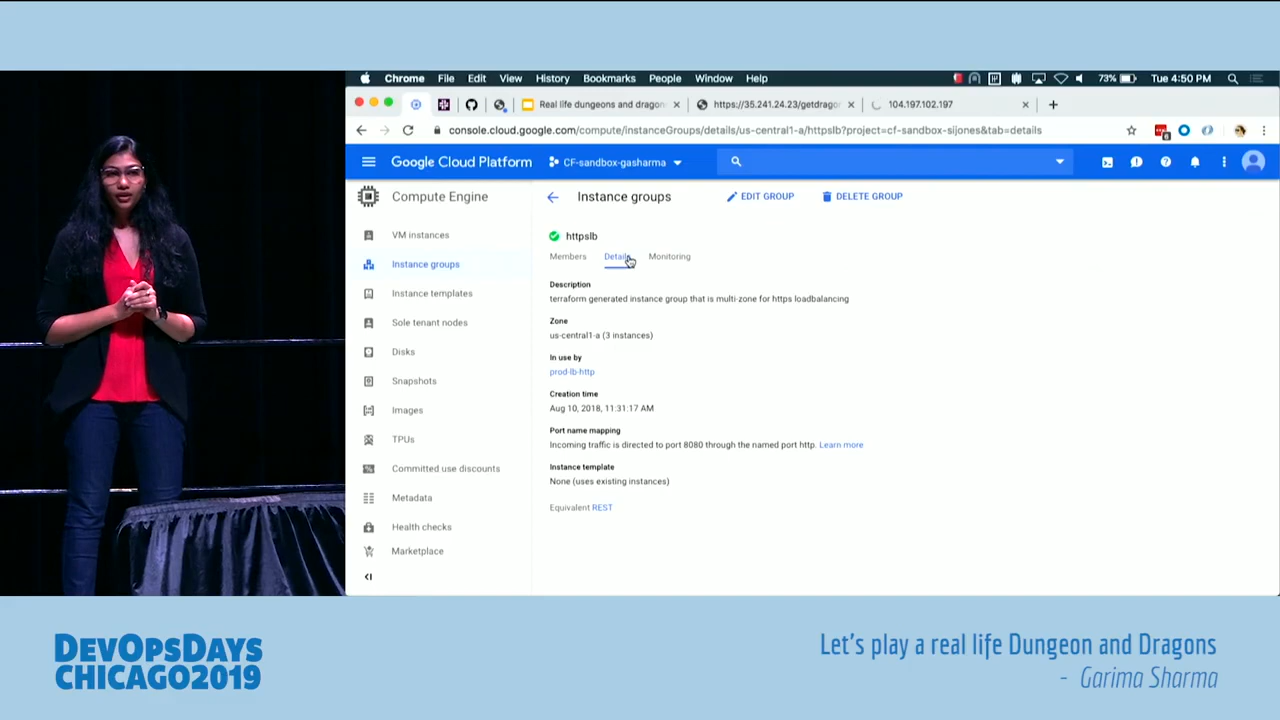 Chrome File Edit View History Bookmarks People Window Help 73% Tue 4:50 PM
Real life dungeons and dragon × https://35.241.24.23/getdrago × 104.197.102.197 × +
console.cloud.google.com/compute/instanceGroups/details/us-central1-a/httpslb?project=cf-sandbox-sijones&tab=details
Google Cloud Platform CF-sandbox-gasharma
Compute Engine
VM instances
Instance groups
Instance templates
Sole tenant nodes
Disks
Snapshots
Images
TPUs
Committed use discounts
Metadata
Health checks
Marketplace
Instance groups EDIT GROUP DELETE GROUP
httpslb
Members Details Monitoring
Description
terraform generated instance group that is multi-zone for https loadbalancing
Zone
us-central1-a (3 instances)
In use by
prod-lb-http
Creation time
Aug 10, 2018, 11:31:17 AM
Port name mapping
Incoming traffic is directed to port 8080 through the named port http. Learn more
Instance template
None (uses existing instances)
Equivalent REST
DEVOPSDAYS
CHICAGO2019
Let's play a real life Dungeon and Dragons
- Garima Sharma